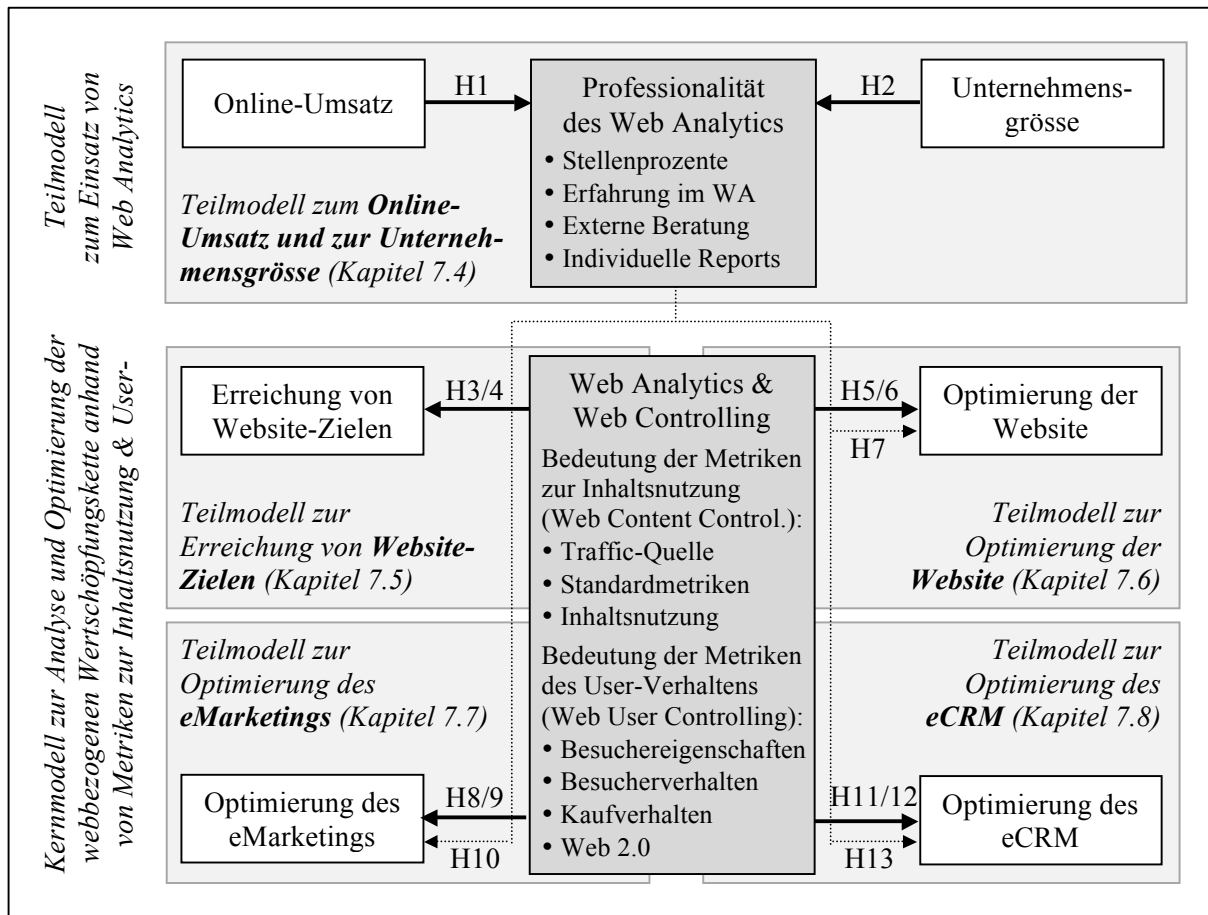 Teilmodell
zum Einsatz von
Web Analytics
Online-Umsatz
H1
Professionalität
des Web Analytics
• Stellenprozente
• Erfahrung im WA
• Externe Beratung
• Individuelle Reports
H2
Unternehmens-
grösse
Teilmodell zum Online-
Umsatz und zur Unterneh-
mensgrösse (Kapitel 7.4)
Kernmodell zur Analyse und Optimierung der
webbezogenen Wertschöpfungskette anhand
von Metriken zur Inhaltsnutzung & User-
Erreichung von
Website-Zielen
H3/4
Web Analytics &
Web Controlling
Bedeutung der Metriken
zur Inhaltsnutzung
(Web Content Control.):
• Traffic-Quelle
• Standardmetriken
• Inhaltsnutzung
Bedeutung der Metriken
des User-Verhaltens
(Web User Controlling):
• Besuchereigenschaften
• Besucherverhalten
• Kaufverhalten
• Web 2.0
H5/6
H7
Optimierung der
Website
Teilmodell zur
Erreichung von Website-
Zielen (Kapitel 7.5)
Teilmodell zur
Optimierung der
Website (Kapitel 7.6)
Teilmodell zur
Optimierung des
eMarketings (Kapitel 7.7)
Teilmodell zur
Optimierung des
eCRM (Kapitel 7.8)
Optimierung des
eMarketings
H8/9
H10
H11/12
H13
Optimierung des
eCRM